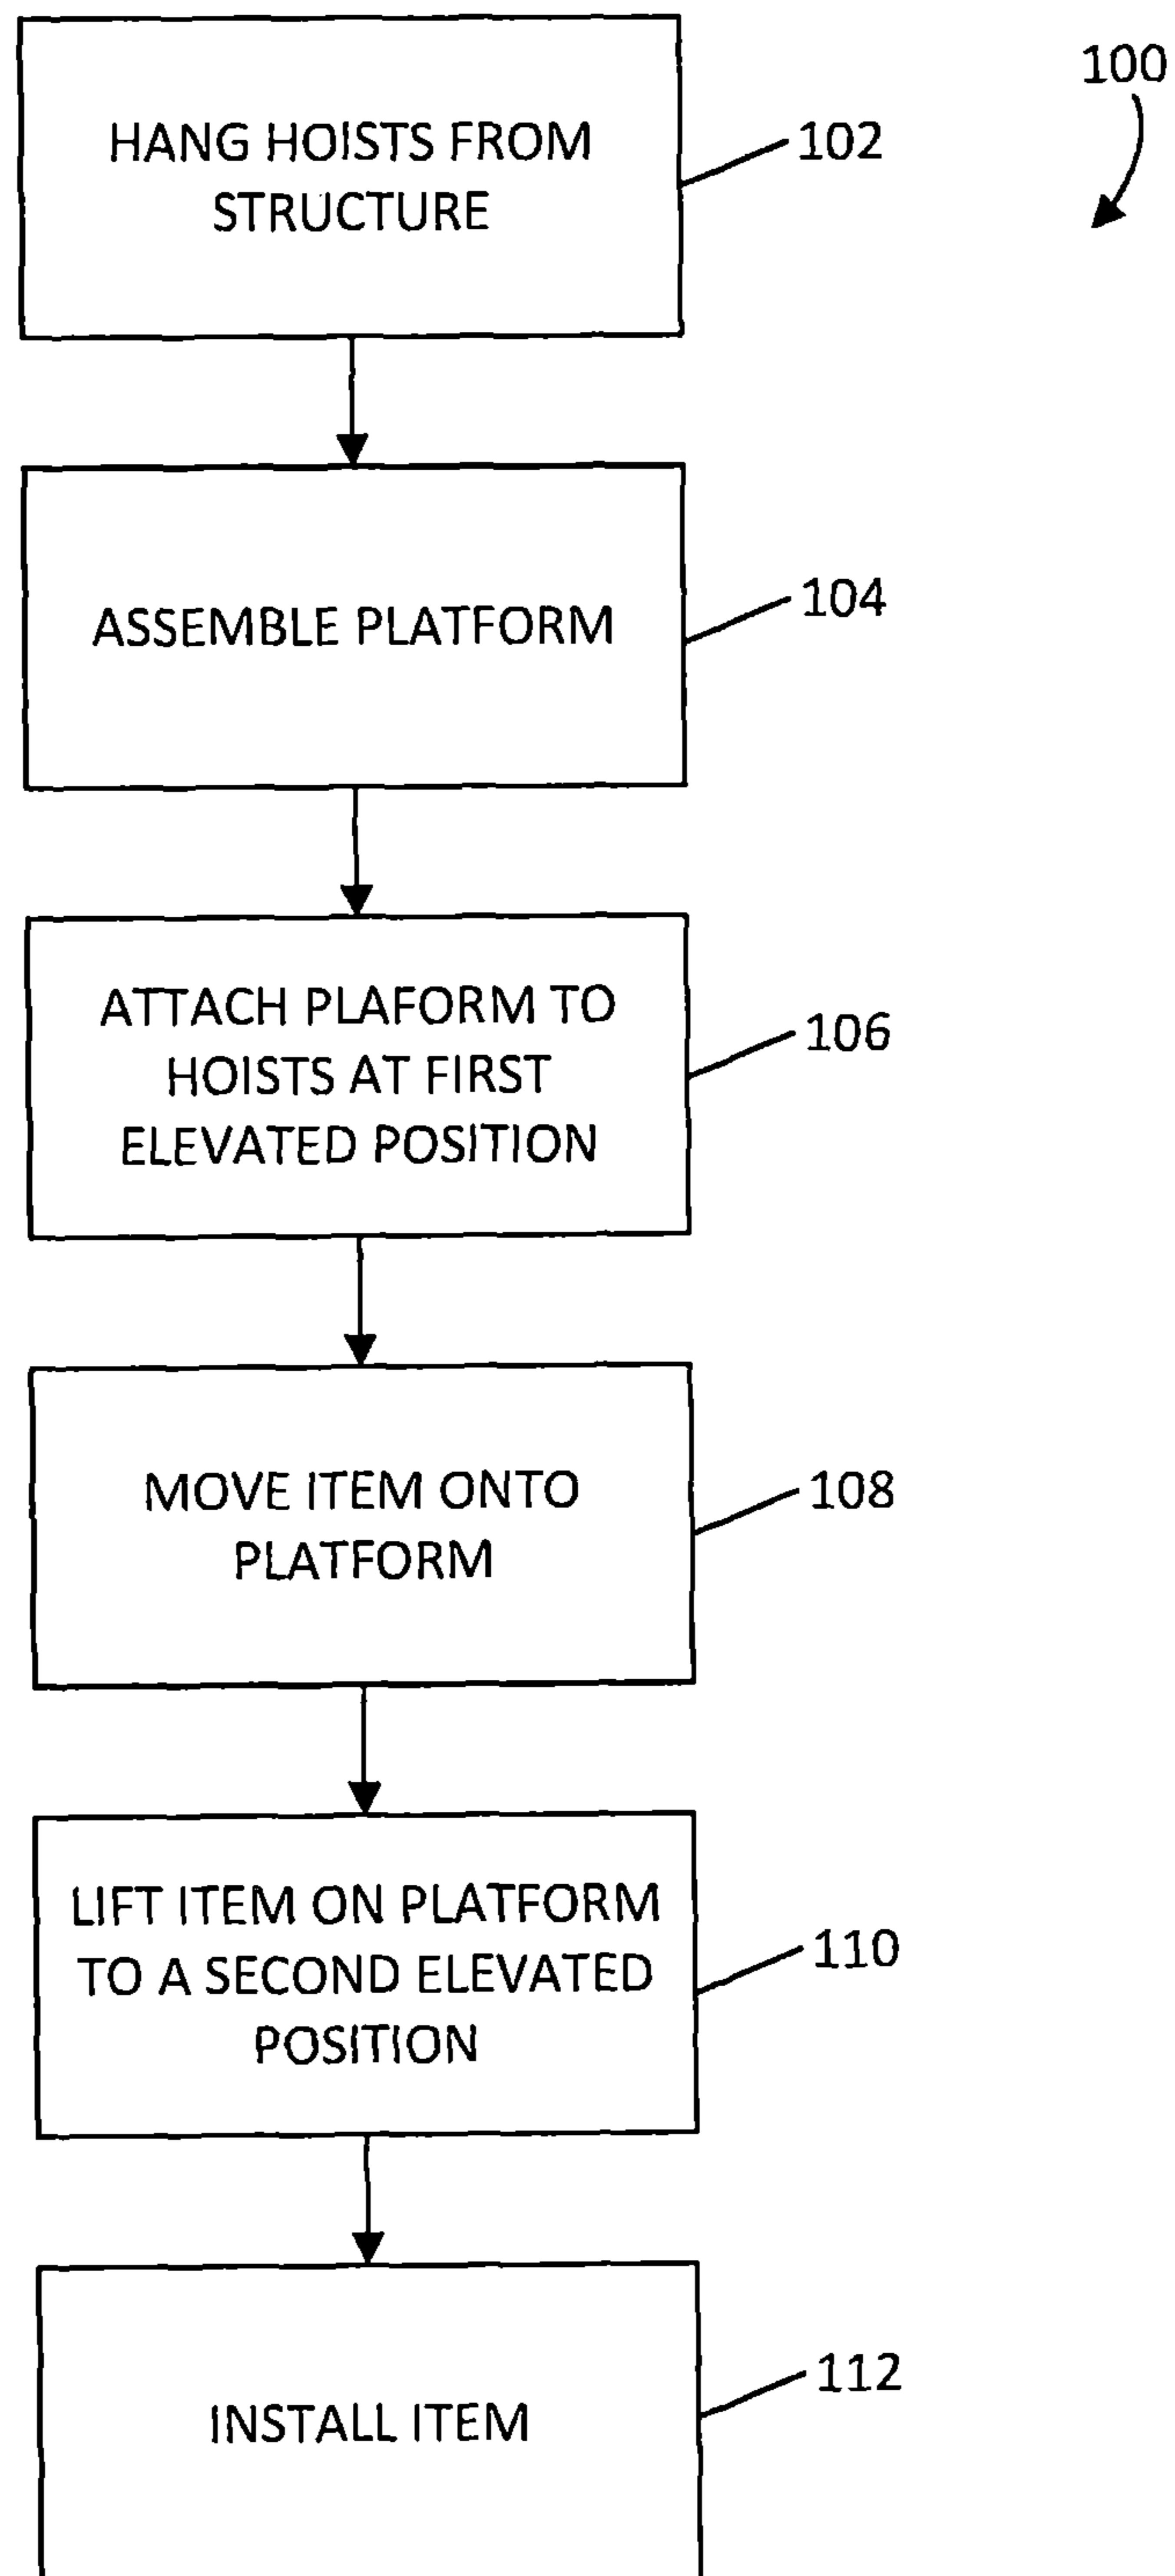 100
HANG HOISTS FROM
STRUCTURE
102
ASSEMBLE PLATFORM
104
ATTACH PLAFORM TO
HOISTS AT FIRST
ELEVATED POSITION
106
MOVE ITEM ONTO
PLATFORM
108
LIFT ITEM ON PLATFORM
TO A SECOND ELEVATED
POSITION
110
INSTALL ITEM
112